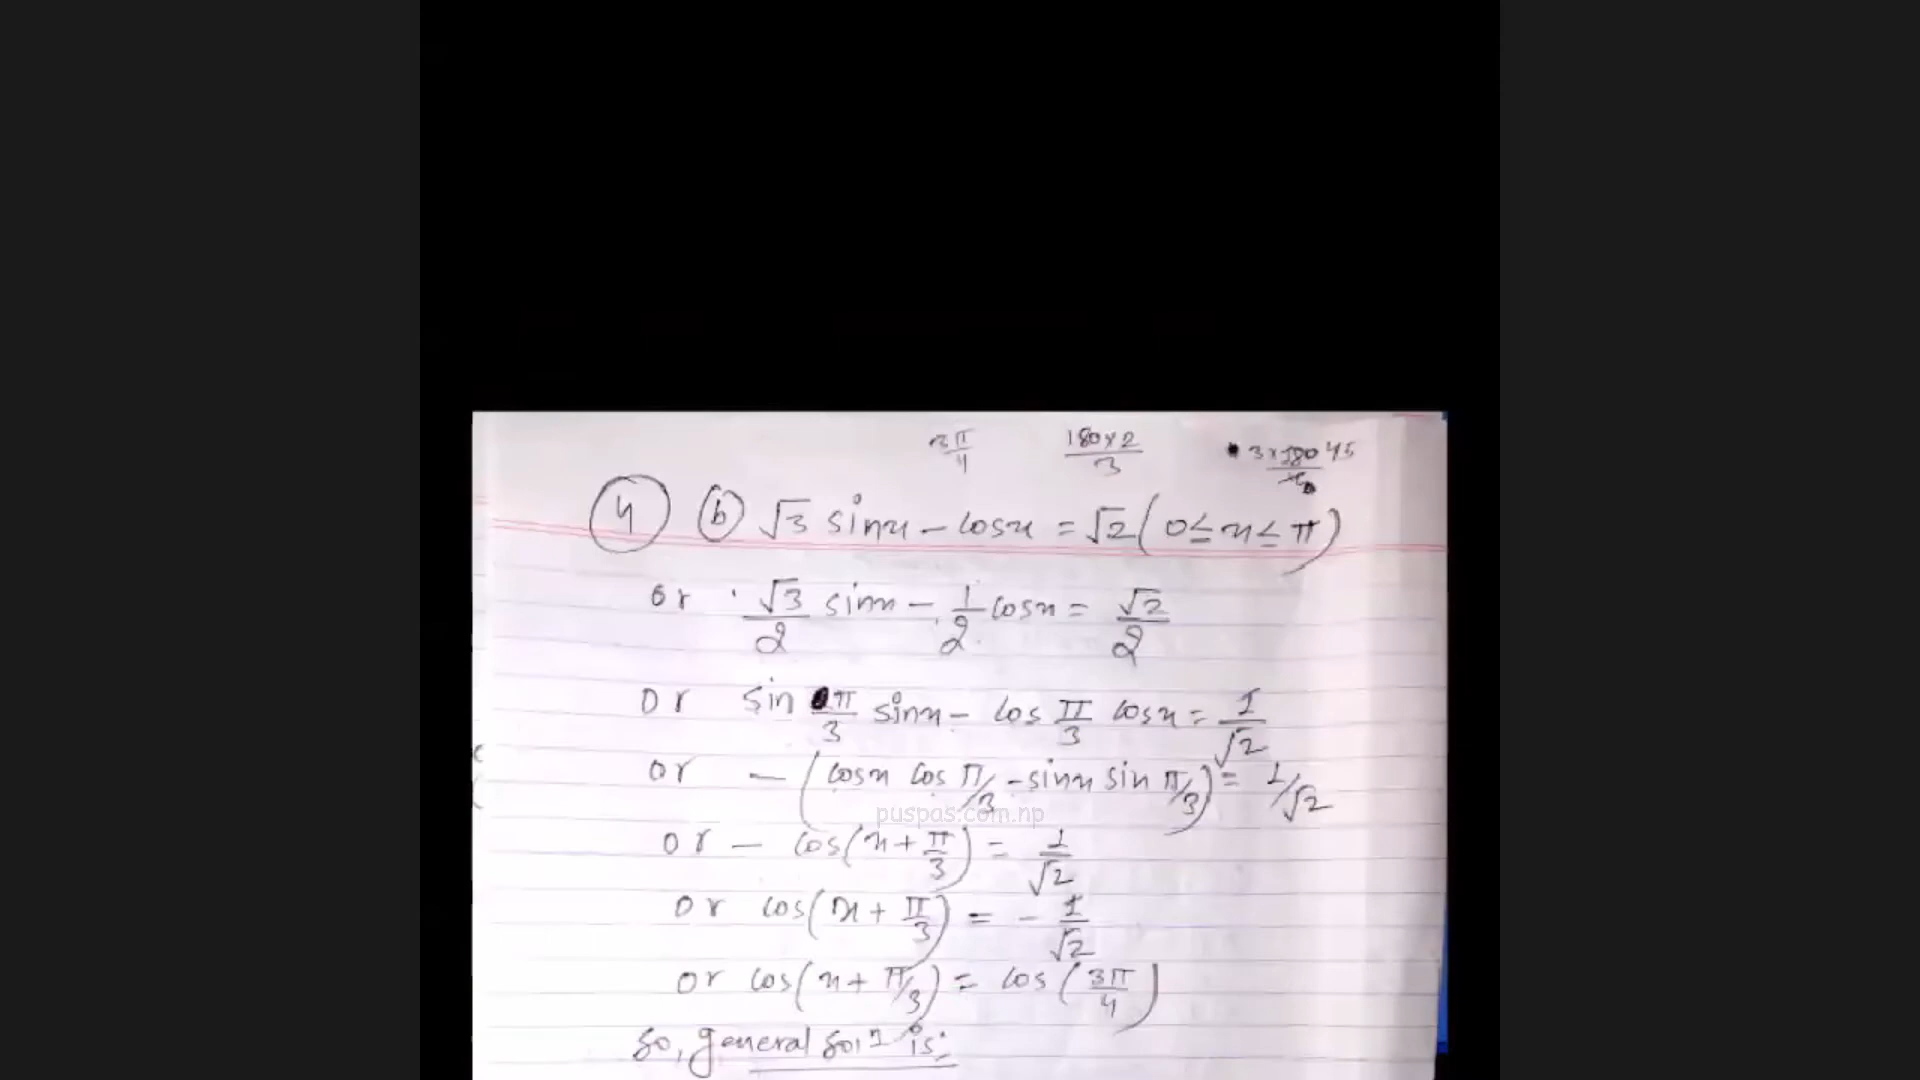 3π/4 180×2/3 3×180 45/4
4 b √3 sinx - cosx = √2 (0≤x≤π)
or √3/2 sinx - 1/2 cosx = √2/2
or sin π/3 sinx - cos π/3 cosx = 1/√2
or - (cosx cos π/3 - sinx sin π/3) = 1/√2
puspas.com.np
or - cos(x + π/3) = 1/√2
or cos(x + π/3) = - 1/√2
or cos(x + π/3) = cos (3π/4)
So, general soln is: